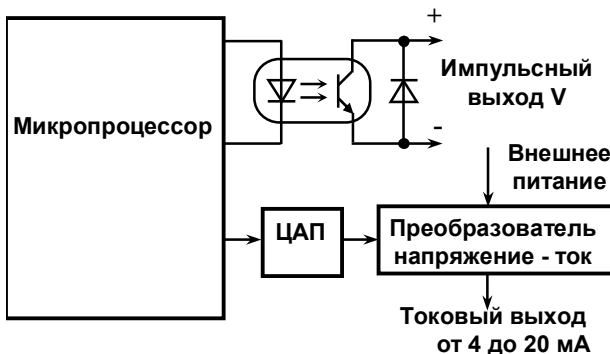 +
Импульсный
выход V
Микропроцессор
-
Внешнее
питание
ЦАП
Преобразователь
напряжение - ток
Токовый выход
от 4 до 20 мА